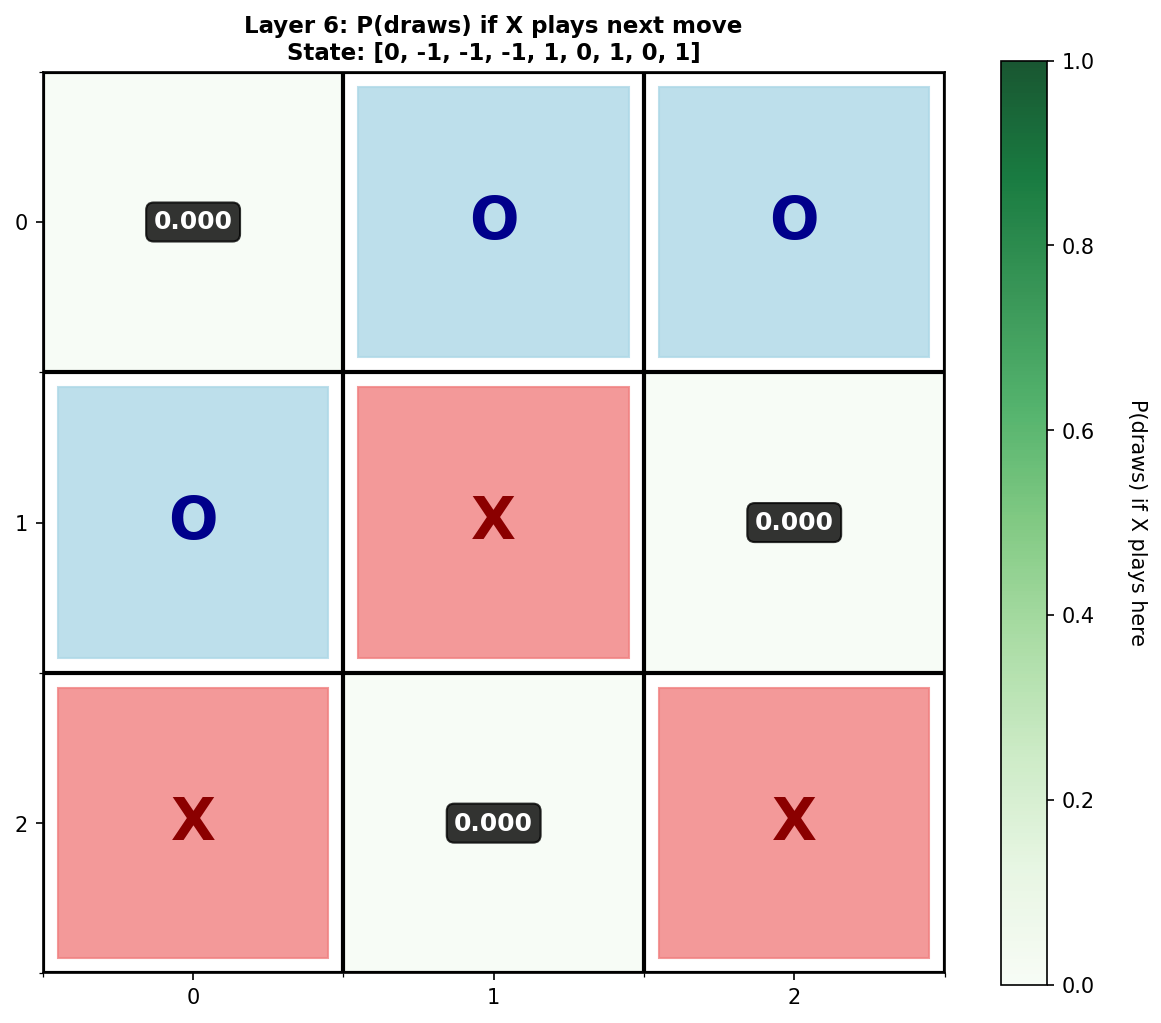 Layer 6: P(draws) if X plays next move
State: [0, -1, -1, -1, 1, 0, 1, 0, 1]
0
0.000
O
O
1
O
X
0.000
2
X
0.000
X
0
1
2
1.0
0.8
0.6
0.4
0.2
0.0
P(draws) if X plays here